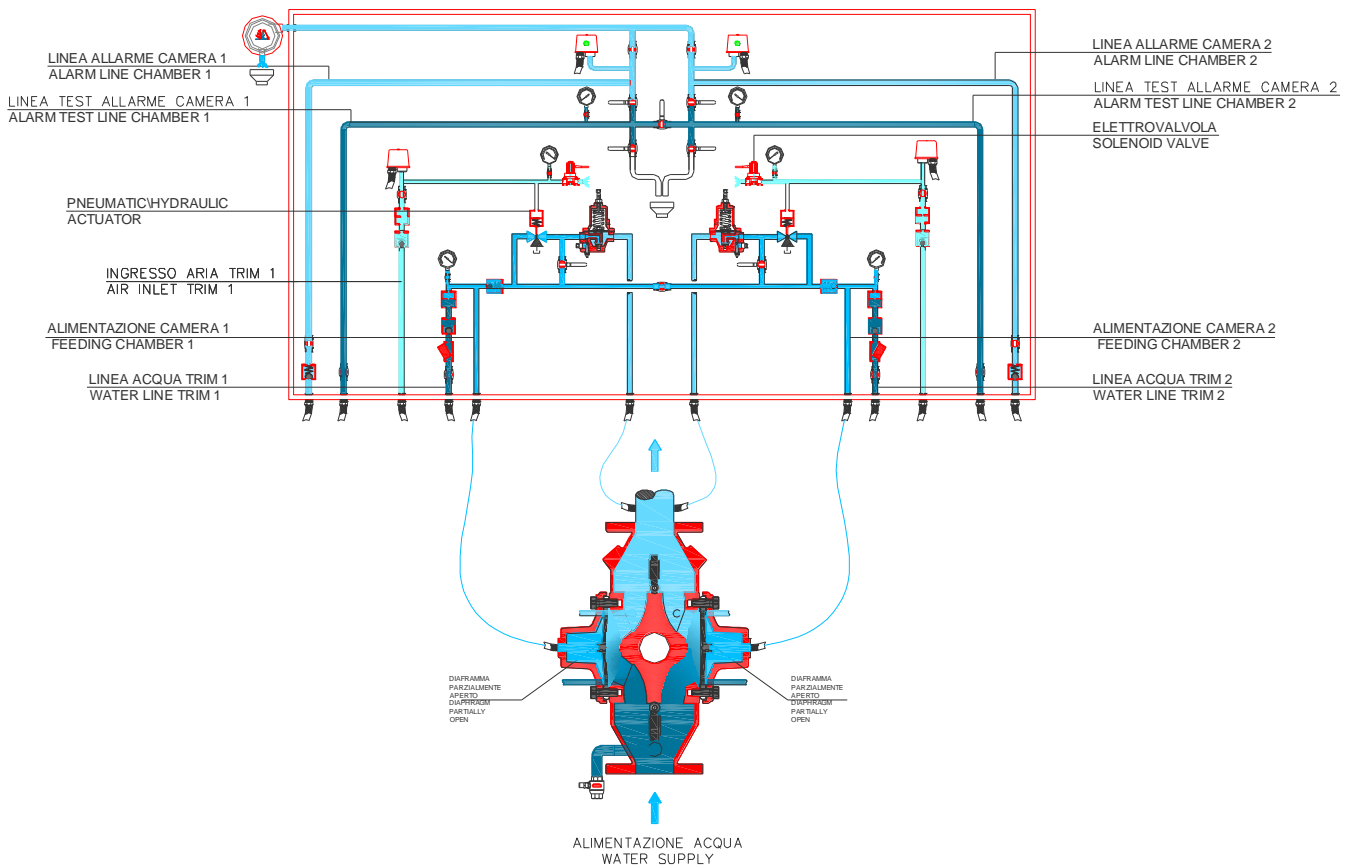 LINEA ALLARME CAMERA 1
ALARM LINE CHAMBER 1
LINEA TEST ALLARME CAMERA 1
ALARM TEST LINE CHAMBER 1
PNEUMATIC\HYDRAULIC
ACTUATOR
INGRESSO ARIA TRIM 1
AIR INLET TRIM 1
ALIMENTAZIONE CAMERA 1
FEEDING CHAMBER 1
LINEA ACQUA TRIM 1
WATER LINE TRIM 1
LINEA ALLARME CAMERA 2
ALARM LINE CHAMBER 2
LINEA TEST ALLARME CAMERA 2
ALARM TEST LINE CHAMBER 2
ELETTROVALVOLA
SOLENOID VALVE
ALIMENTAZIONE CAMERA 2
FEEDING CHAMBER 2
LINEA ACQUA TRIM 2
WATER LINE TRIM 2
C
DIAFRAMMA
PARZIALMENTE
APERTO
DIAPHRAGM
PARTIALLY
OPEN
DIAFRAMMA
PARZIALMENTE
APERTO
DIAPHRAGM
PARTIALLY
OPEN
ALIMENTAZIONE ACQUA
WATER SUPPLY